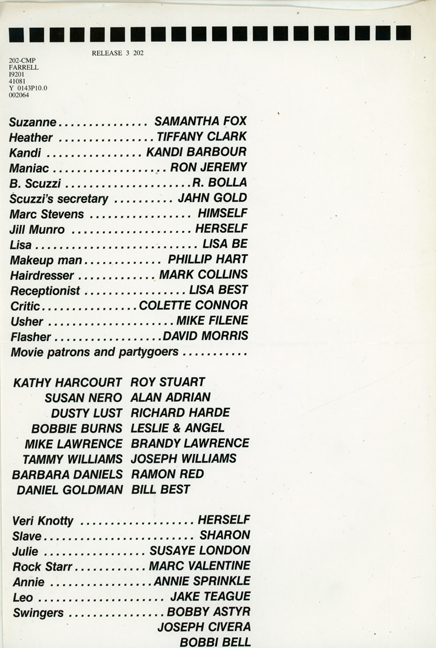 RELEASE 3 202
202-CMP
FARRELL
I9201
41081
Y 0143P10.0
002064
Suzanne............... SAMANTHA FOX
Heather ................TIFFANY CLARK
Kandi ................ KANDI BARBOUR
Maniac ................... RON JEREMY
B. Scuzzi .....................R. BOLLA
Scuzzi's secretary .......... JAHN GOLD
Marc Stevens ................. HIMSELF
Jill Munro .................... HERSELF
Lisa ........................... LISA BE
Makeup man............. PHILLIP HART
Hairdresser ............. MARK COLLINS
Receptionist ................. LISA BEST
Critic................COLETTE CONNOR
Usher .....................MIKE FILENE
Flasher ..................DAVID MORRIS
Movie patrons and partygoers ...........
KATHY HARCOURT ROY STUART
SUSAN NERO ALAN ADRIAN
DUSTY LUST RICHARD HARDE
BOBBIE BURNS LESLIE & ANGEL
MIKE LAWRENCE BRANDY LAWRENCE
TAMMY WILLIAMS JOSEPH WILLIAMS
BARBARA DANIELS RAMON RED
DANIEL GOLDMAN BILL BEST
Veri Knotty ................... HERSELF
Slave......................... SHARON
Julie ................. SUSAYE LONDON
Rock Starr............ MARC VALENTINE
Annie ..................ANNIE SPRINKLE
Leo ...................... JAKE TEAGUE
Swingers ................BOBBY ASTYR
JOSEPH CIVERA
BOBBI BELL